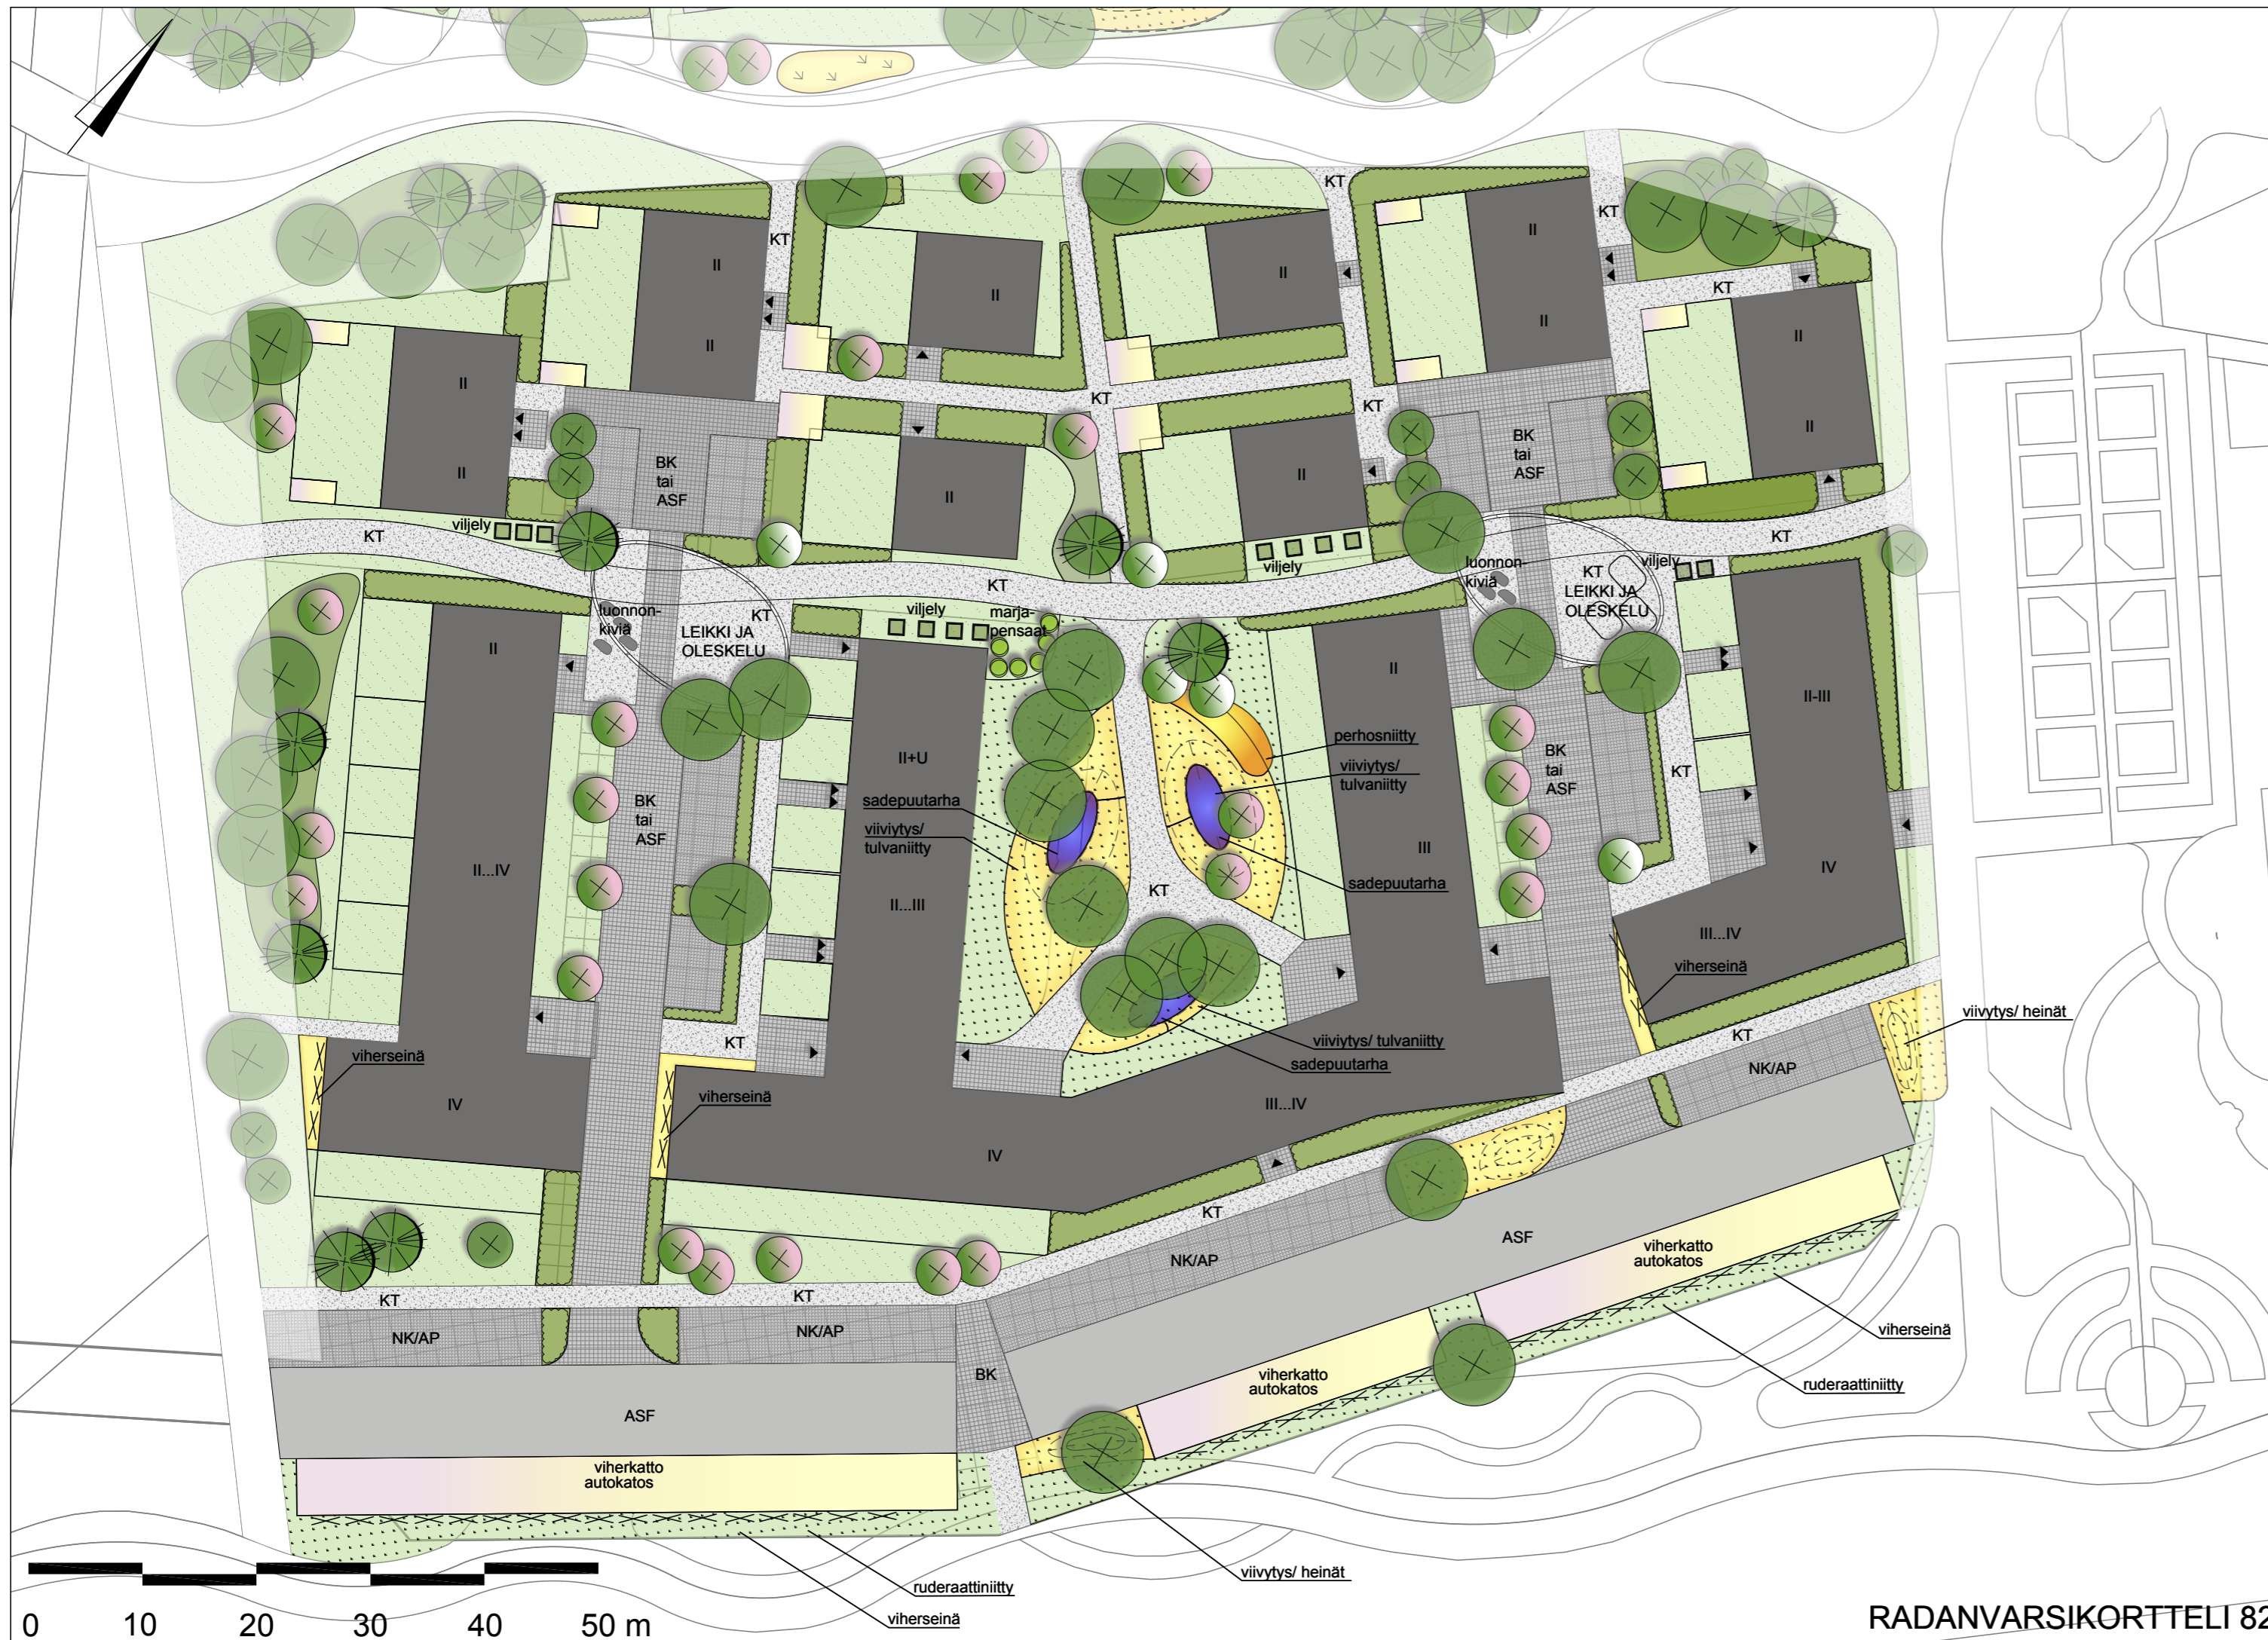 KT
KT
KT
II
II
II
II
KT
II
II
II
II
II
II
KT
KT
II
II
BK
tai
ASF
BK
tai
ASF
II
II
viljely
KT
KT
KT
viljely
luonnon-
kiviä
KT
LEIKKI JA
OLESKELU
viljely
luonnon-
kiviä
KT
LEIKKI JA
OLESKELU
viljely
marja-
pensaat
II
II
II-III
perhosniitty
II+U
viiviytys/
tulvaniitty
KT
BK
tai
ASF
BK
tai
ASF
sadepuutarha
viiviytys/
tulvaniitty
III
II...IV
IV
sadepuutarha
KT
II...III
III...IV
viherseinä
viivytys/ heinät
KT
KT
viiviytys/ tulvaniitty
viherseinä
sadepuutarha
NK/AP
viherseinä
IV
III...IV
IV
KT
NK/AP
ASF
viherkatto
autokatos
KT
KT
NK/AP
NK/AP
viherseinä
BK
viherkatto
autokatos
ruderaattiniitty
ASF
viherkatto
autokatos
viivytys/ heinät
ruderaattiniitty
viherseinä
0 10 20 30 40 50 m
RADANVARSIKORTTELI 82